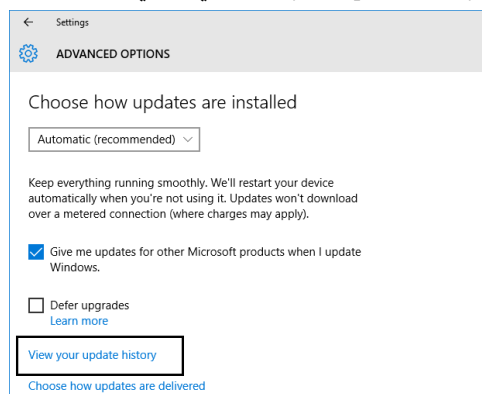 Settings
ADVANCED OPTIONS
Choose how updates are installed
Automatic (recommended)
Keep everything running smoothly. We'll restart your device
automatically when you're not using it. Updates won't download
over a metered connection (where charges may apply).
Give me updates for other Microsoft products when I update
Windows.
Defer upgrades
Learn more
View your update history
Choose how updates are delivered